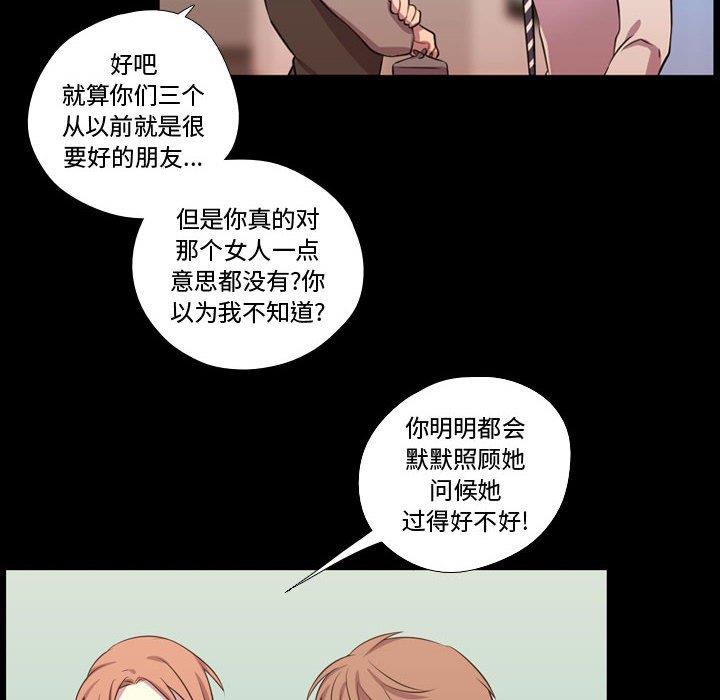 好吧
就算你们三个
从以前就是很
要好的朋友...
但是你真的对
那个女人一点
意思都没有?你
以为我不知道?
你明明都会
默默照顾她
问候她
过得好不好!